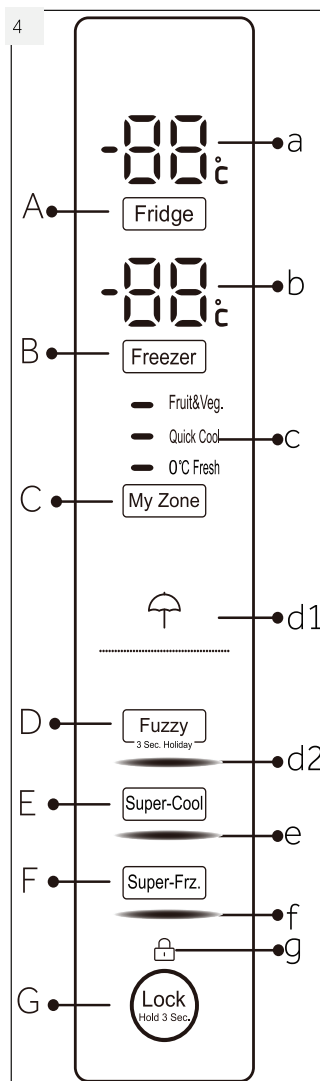 4
-88°c
a
A
Fridge
-88°c
b
B
Freezer
Fruit&Veg.
Quick Cool
c
0°C Fresh
C
My Zone
d1
D
Fuzzy
3 Sec. Holiday
d2
E
Super-Cool
e
F
Super-Frz.
f
g
G
Lock
Hold 3 Sec.